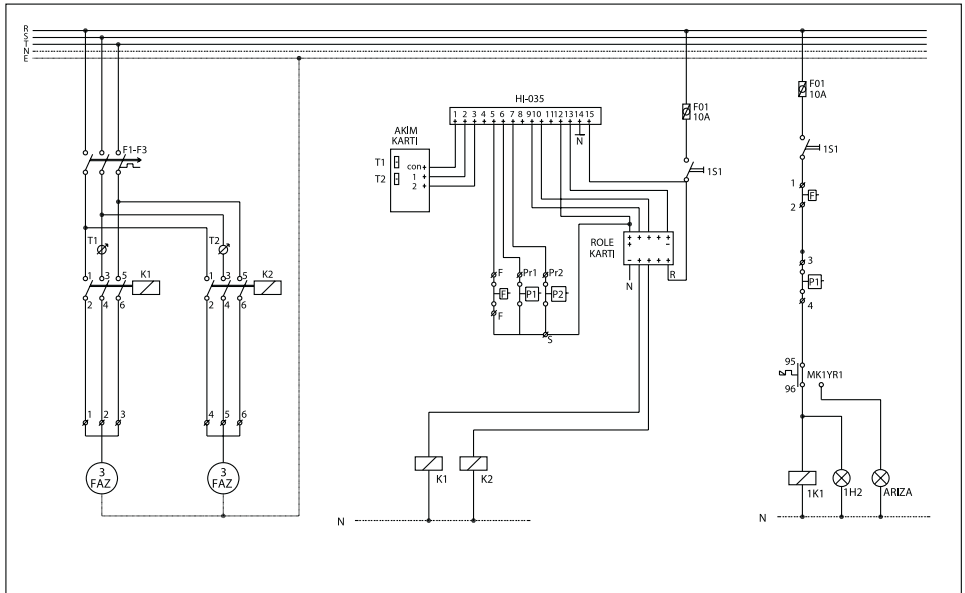 R
S
T
N
E
F1-F3
T1
T2
1 3 5
K1
2 4 6
1 3 5
K2
2 4 6
1 2 3
4 5 6
3
FAZ
3
FAZ
HI-035
1 2 3 4 5 6 7 8 9 10 11 12 13 14 15
N
AKIM
KARTI
T1
T2
con
1
2
F01
10A
1S1
ROLE
KARTI
N
R
F
Pr1
Pr2
F
P1
P2
F
S
K1
K2
N
F01
10A
1S1
1
F
2
3
P1
4
95
MK1YR1
96
1K1
1H2
ARIZA
N